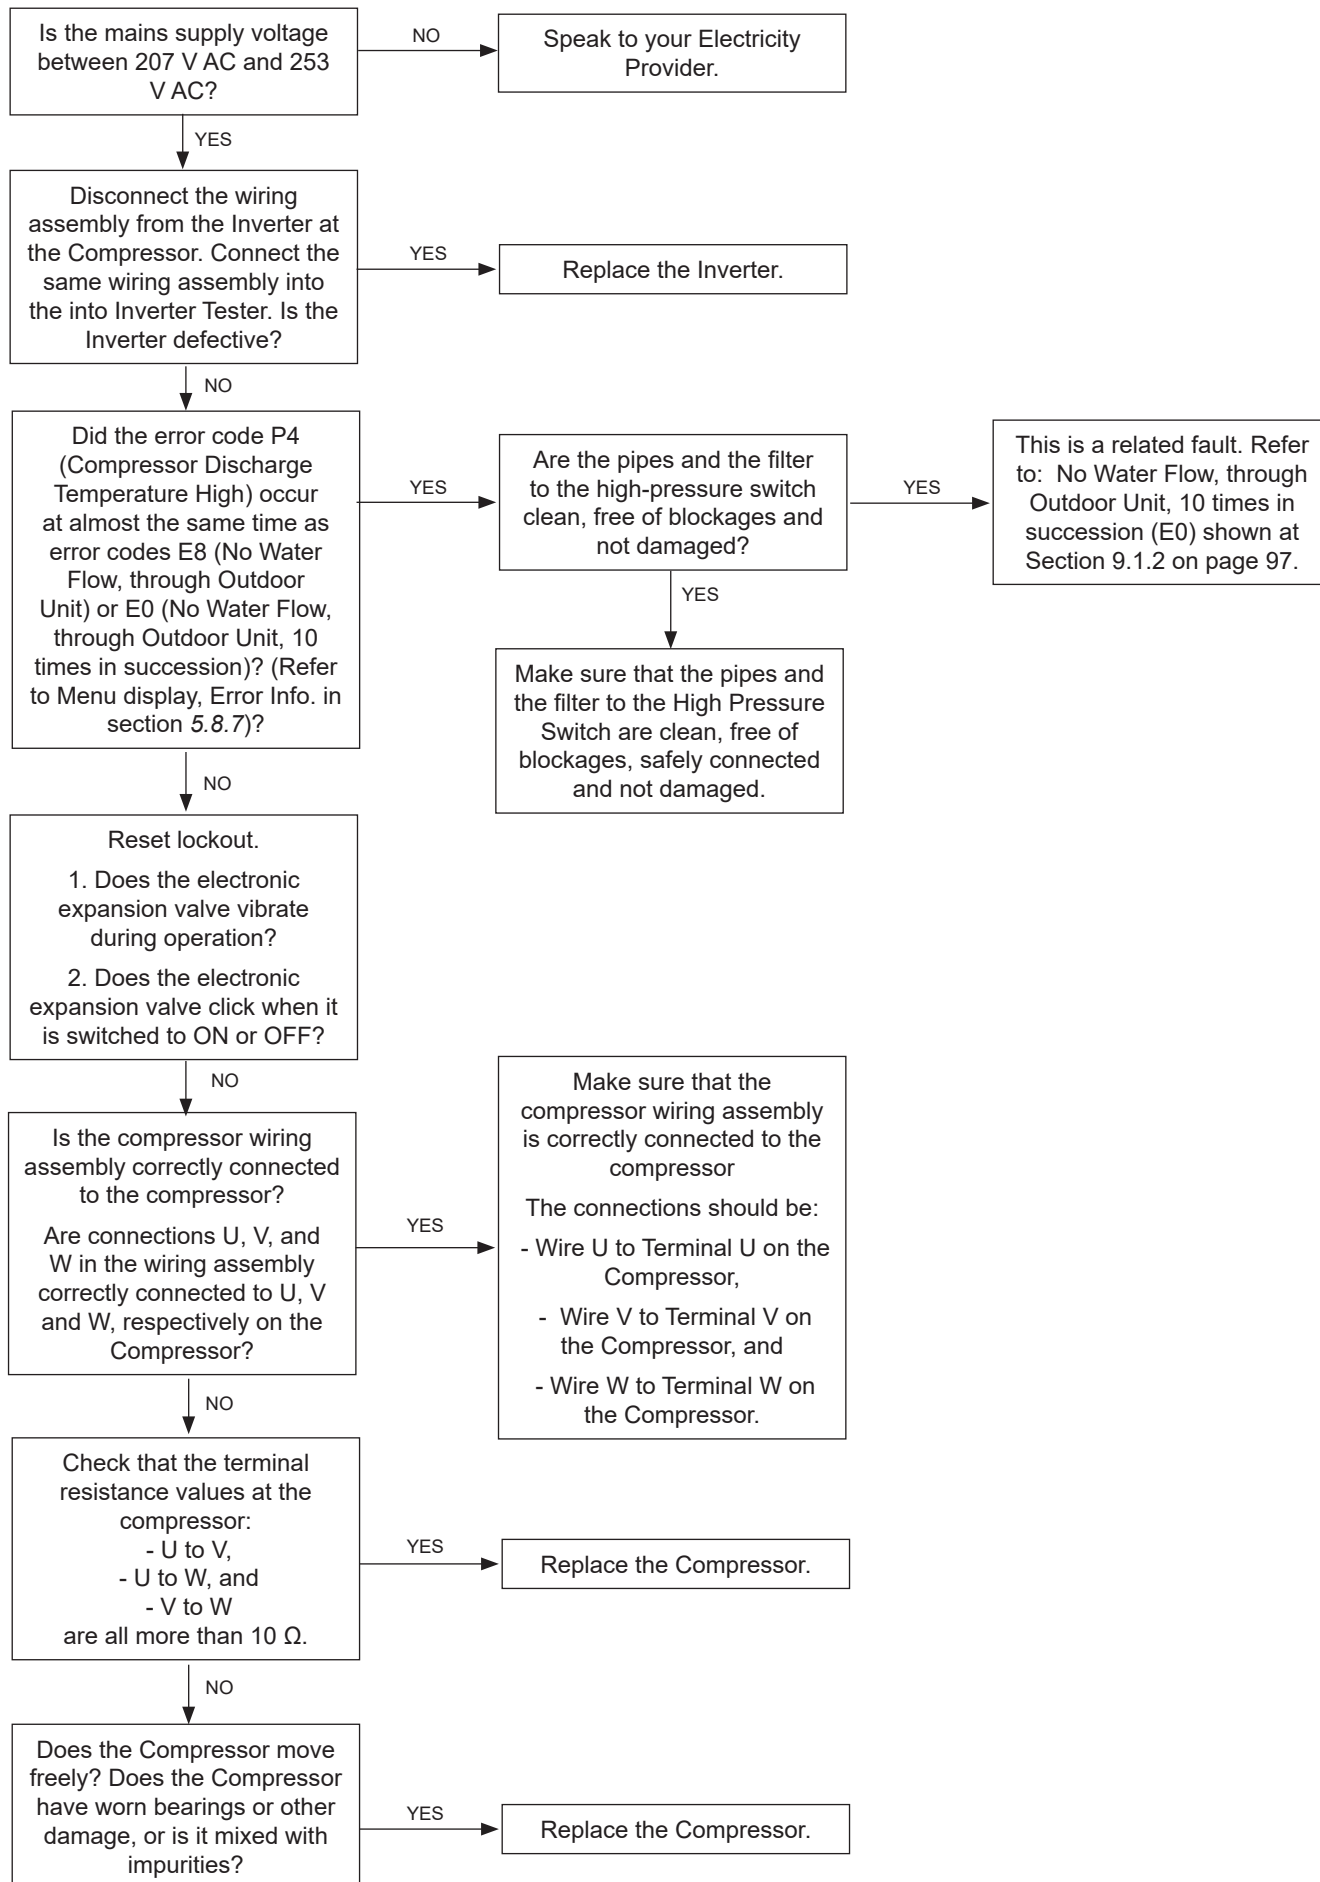 Is the mains supply voltage
between 207 V AC and 253
V AC?
NO
Speak to your Electricity
Provider.
YES
Disconnect the wiring
assembly from the Inverter at
the Compressor. Connect the
same wiring assembly into
the into Inverter Tester. Is the
Inverter defective?
YES
Replace the Inverter.
NO
Did the error code P4
(Compressor Discharge
Temperature High) occur
at almost the same time as
error codes E8 (No Water
Flow, through Outdoor
Unit) or E0 (No Water Flow,
through Outdoor Unit, 10
times in succession)? (Refer
to Menu display, Error Info. in
section 5.8.7)?
YES
Are the pipes and the filter
to the high-pressure switch
clean, free of blockages and
not damaged?
YES
This is a related fault. Refer
to: No Water Flow, through
Outdoor Unit, 10 times in
succession (E0) shown at
Section 9.1.2 on page 97.
YES
Make sure that the pipes and
the filter to the High Pressure
Switch are clean, free of
blockages, safely connected
and not damaged.
NO
Reset lockout.
1. Does the electronic
expansion valve vibrate
during operation?
2. Does the electronic
expansion valve click when it
is switched to ON or OFF?
NO
Is the compressor wiring
assembly correctly connected
to the compressor?
Are connections U, V, and
W in the wiring assembly
correctly connected to U, V
and W, respectively on the
Compressor?
YES
Make sure that the
compressor wiring assembly
is correctly connected to the
compressor
The connections should be:
- Wire U to Terminal U on the
Compressor,
- Wire V to Terminal V on
the Compressor, and
- Wire W to Terminal W on
the Compressor.
NO
Check that the terminal
resistance values at the
compressor:
- U to V,
- U to W, and
- V to W
are all more than 10 Ω.
YES
Replace the Compressor.
NO
Does the Compressor move
freely? Does the Compressor
have worn bearings or other
damage, or is it mixed with
impurities?
YES
Replace the Compressor.